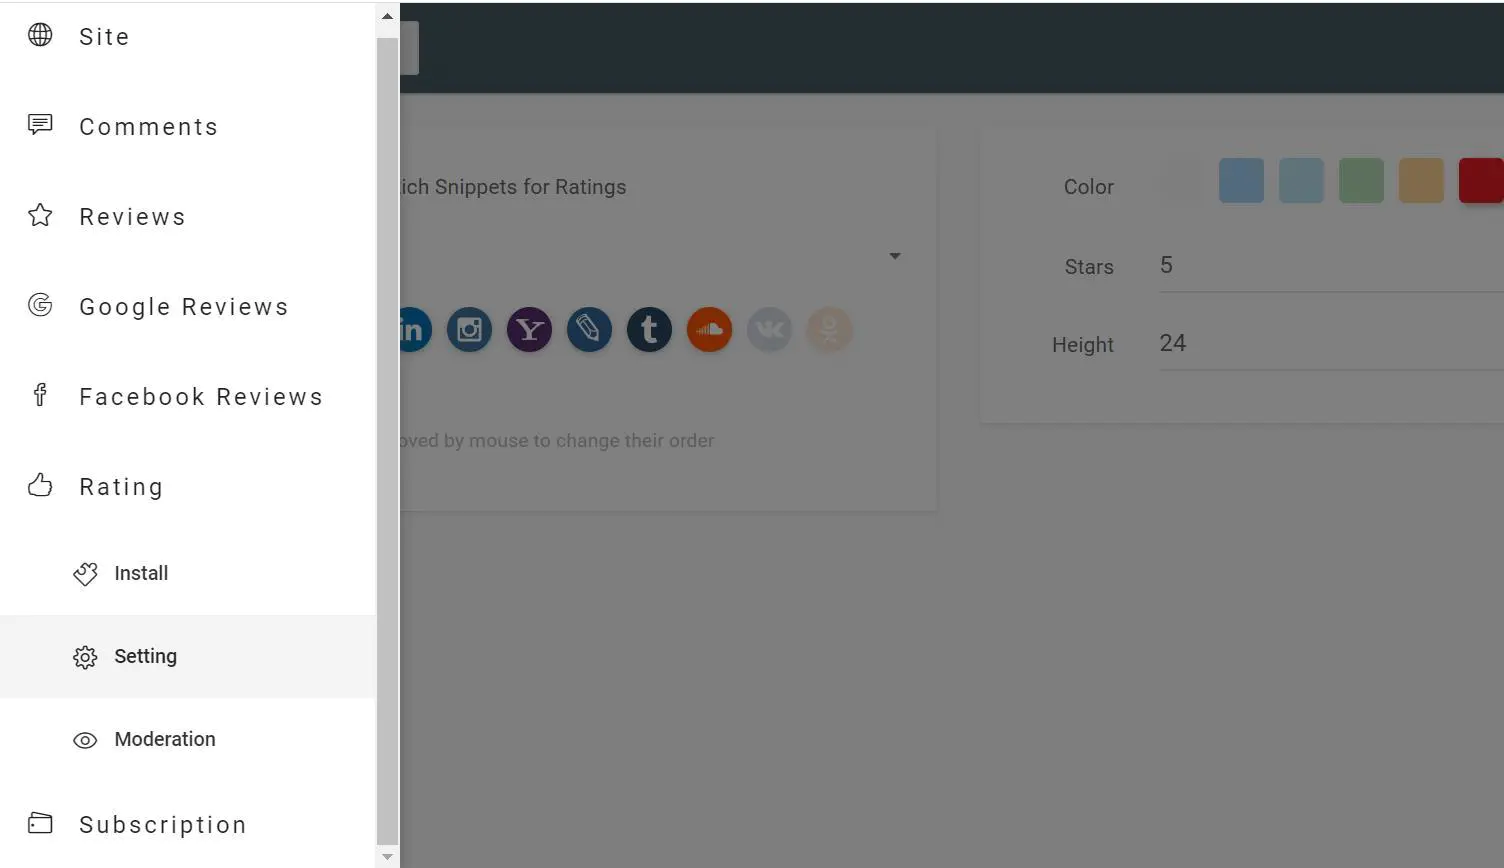 Site
Comments
Reviews
Google Reviews
Facebook Reviews
Rating
Install
Setting
Moderation
Subscription
ich Snippets for Ratings
in
t
oved by mouse to change their order
Color
Stars 5
Height 24